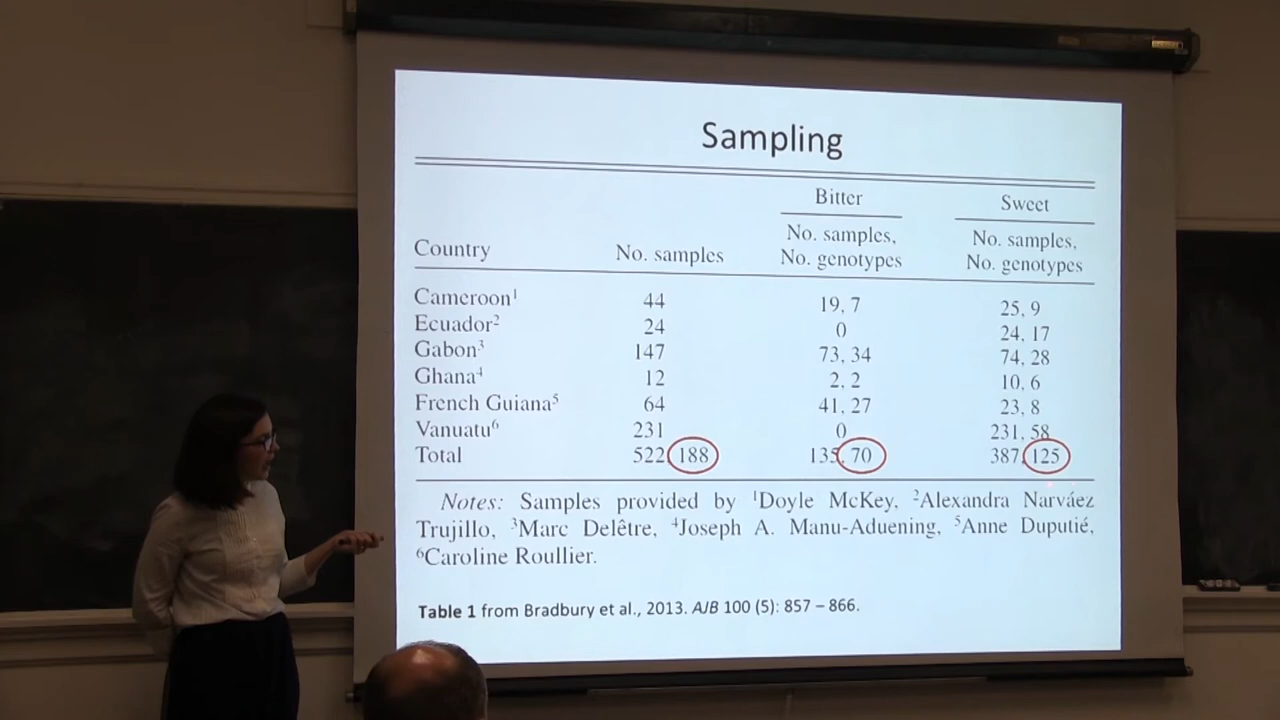 Sampling
Bitter
Sweet
Country
No. samples
No. samples,
No. genotypes
No. samples,
No. genotypes
Cameroon¹ 44 19, 7 25, 9
Ecuador² 24 0 24, 17
Gabon³ 147 73, 34 74, 28
Ghana⁴ 12 2, 2 10, 6
French Guiana⁵ 64 41, 27 23, 8
Vanuatu⁶ 231 0 231, 58
Total 522 188 135, 70 387 125
Notes: Samples provided by ¹Doyle McKey, ²Alexandra Narváez
Trujillo, ³Marc Delêtre, ⁴Joseph A. Manu-Aduening, ⁵Anne Duputié,
⁶Caroline Roullier.
Table 1 from Bradbury et al., 2013. AJB 100 (5): 857 – 866.